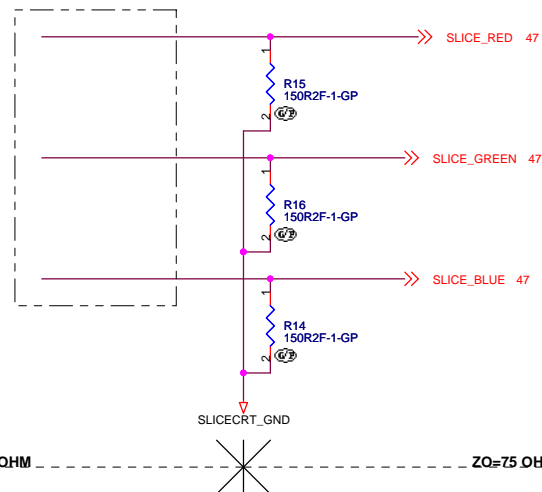 SLICE_RED 47
1
R15
150R2F-1-GP
2
G/P
SLICE_GREEN 47
1
R16
150R2F-1-GP
2
G/P
SLICE_BLUE 47
1
R14
150R2F-1-GP
2
G/P
SLICECRT_GND
OHM
ZO=75 OH